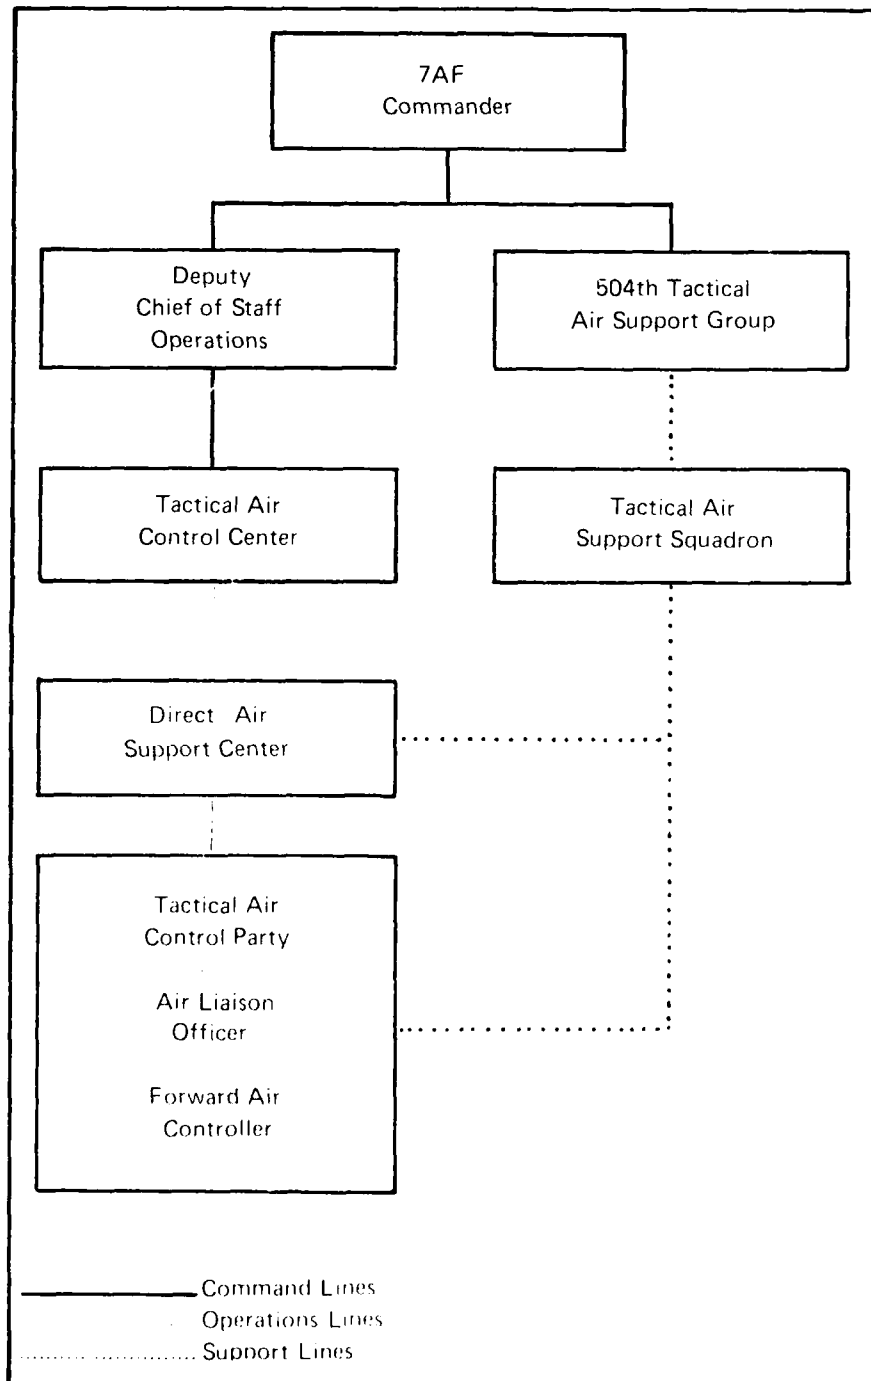 7AF
Commander
Deputy
Chief of Staff
Operations
504th Tactical
Air Support Group
Tactical Air
Control Center
Tactical Air
Support Squadron
Direct Air
Support Center
Tactical Air
Control Party
Air Liaison
Officer
Forward Air
Controller
Command Lines
Operations Lines
Support Lines